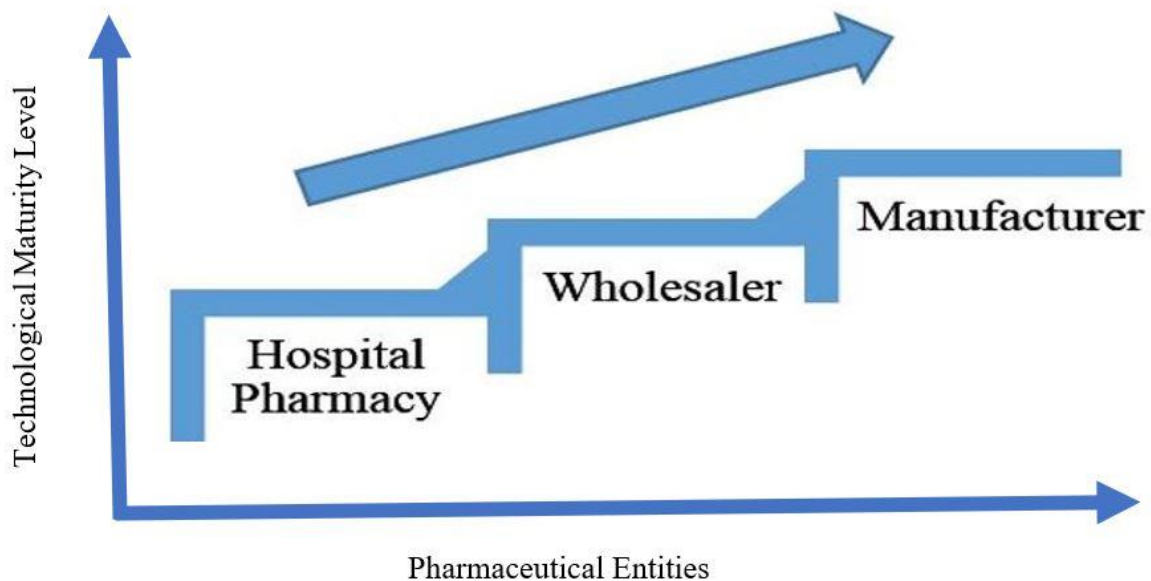 Technological Maturity Level
Manufacturer
Wholesaler
Hospital
Pharmacy
Pharmaceutical Entities